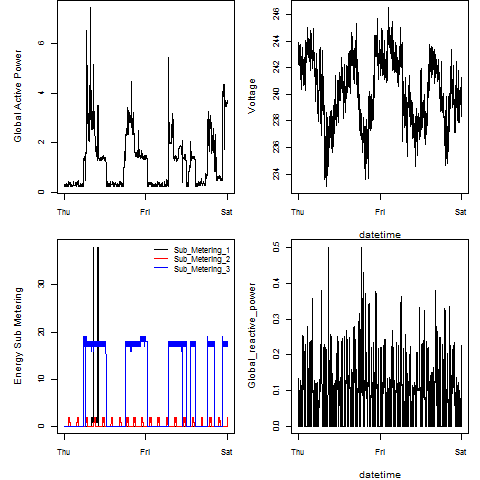 Global Active Power
0 2 4 6
Thu Fri Sat
Voltage
234 236 238 240 242 244 246
Thu Fri Sat
datetime
Energy Sub Metering
0 10 20 30
Thu Fri Sat
Sub_Metering_1
Sub_Metering_2
Sub_Metering_3
Global_reactive_power
0.0 0.1 0.2 0.3 0.4 0.5
Thu Fri Sat
datetime